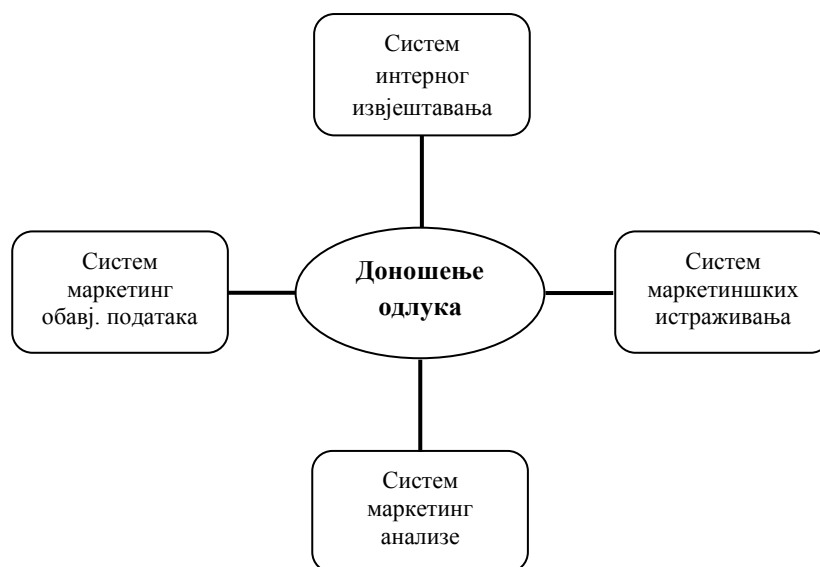 Систем
интерног
извјештавања
Систем
маркетинг
обавј. података
Доношење
одлука
Систем
маркетиншких
истраживања
Систем
маркетинг
анализе